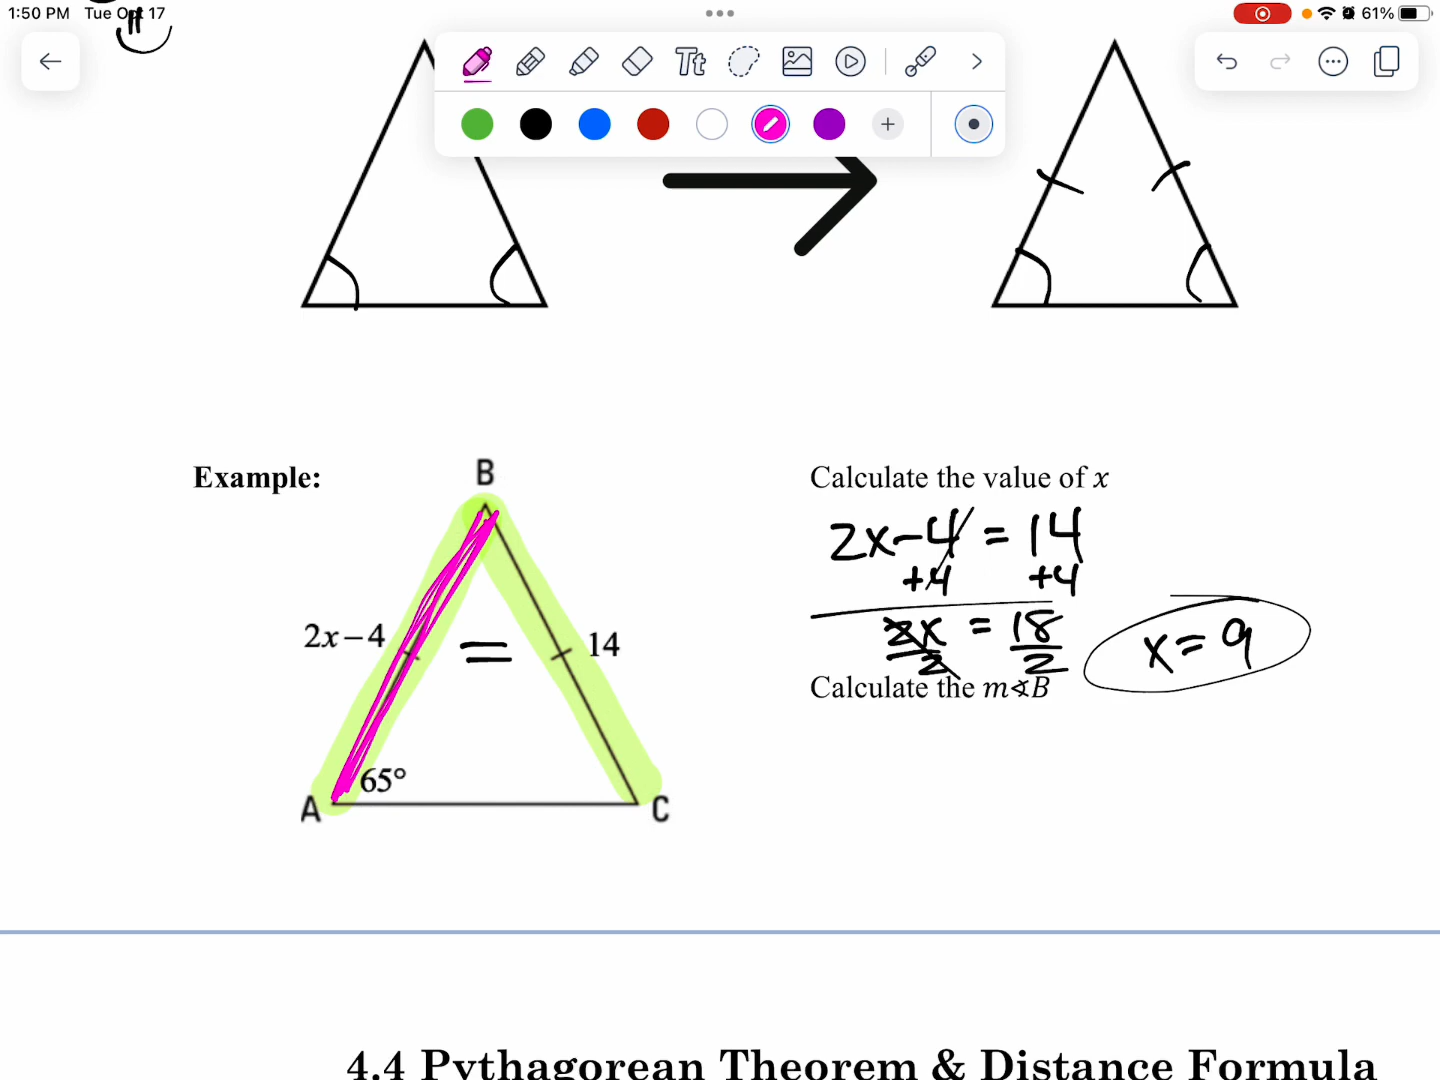 1:50 PM Tue Oct 17
61%
Tt
Example:
B
2x−4
=
14
65°
A
C
Calculate the value of x
2x−4 = 14
+4 +4
2x = 18
2 2
x = 9
Calculate the m∢B
4.4 Pythagorean Theorem & Distance Formula